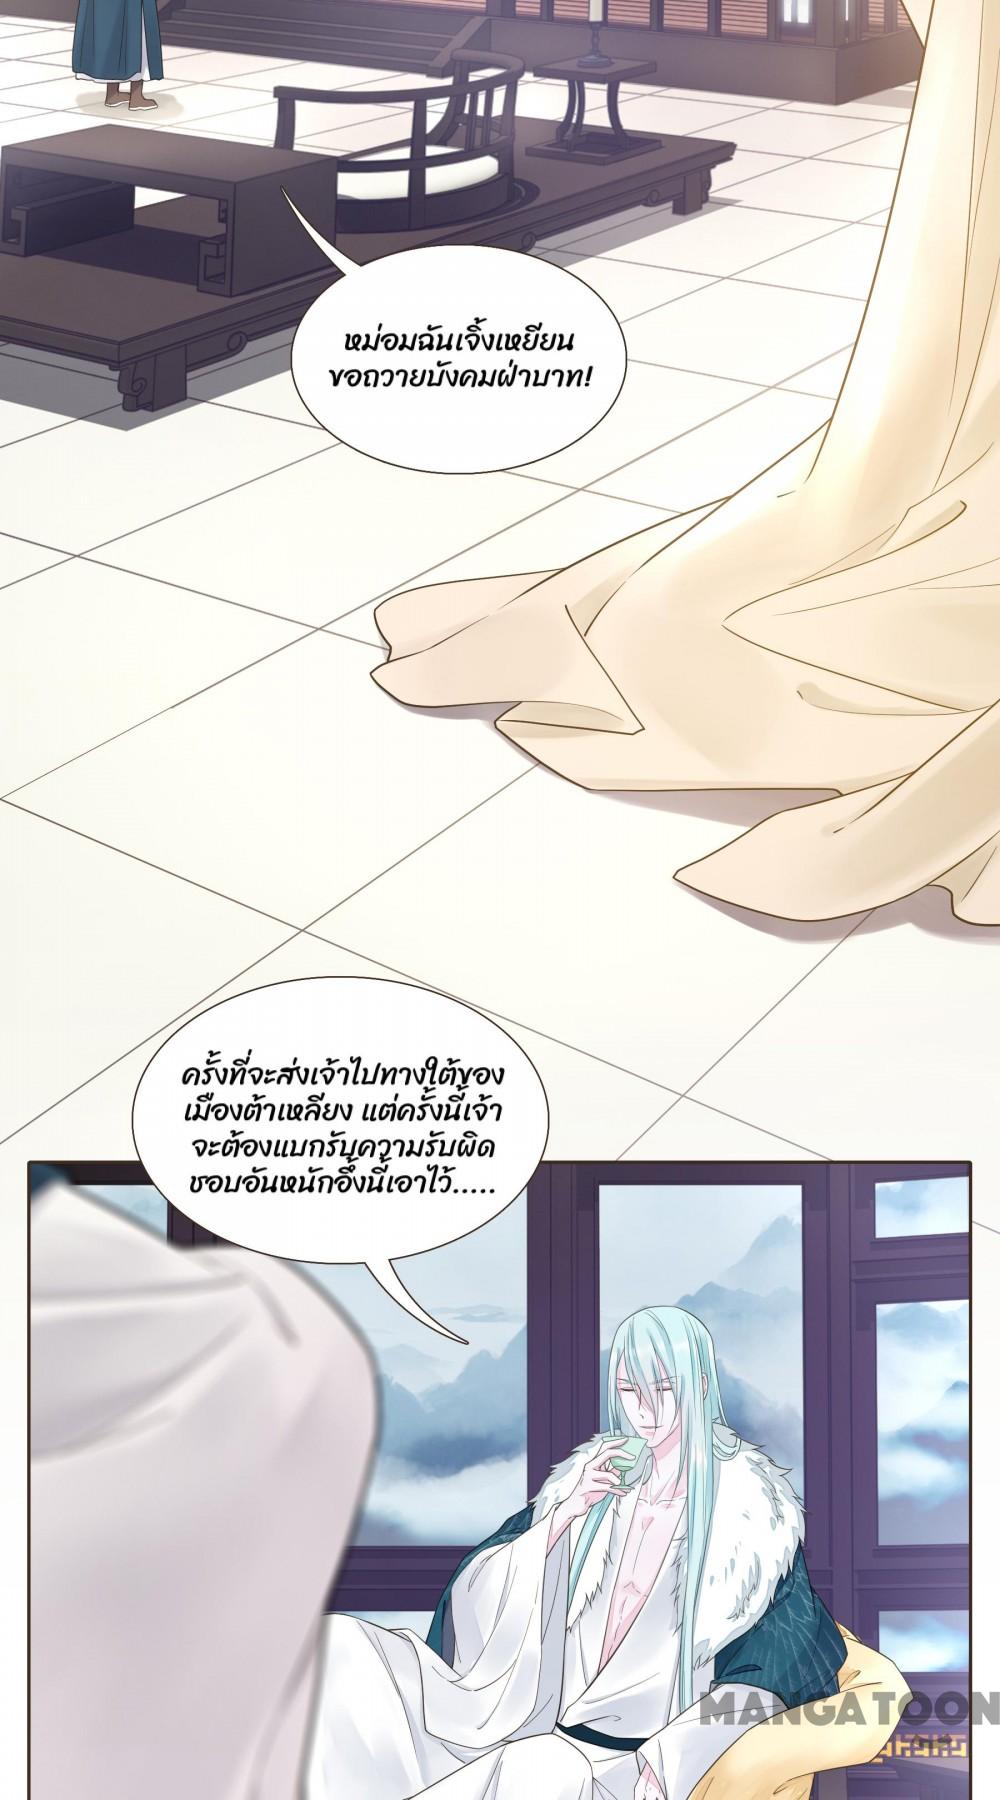 หม่อมฉันเจิ้งเหยียน
ขอถวายบังคมฝ่าบาท!
ครั้งที่จะส่งเจ้าไปทางใต้ของ
เมืองต้าเหลียง แต่ครั้งนี้เจ้า
จะต้องแบกรับความรับผิด
ชอบอันหนักอึ้งนี้เอาไว้.....
MANGATOON